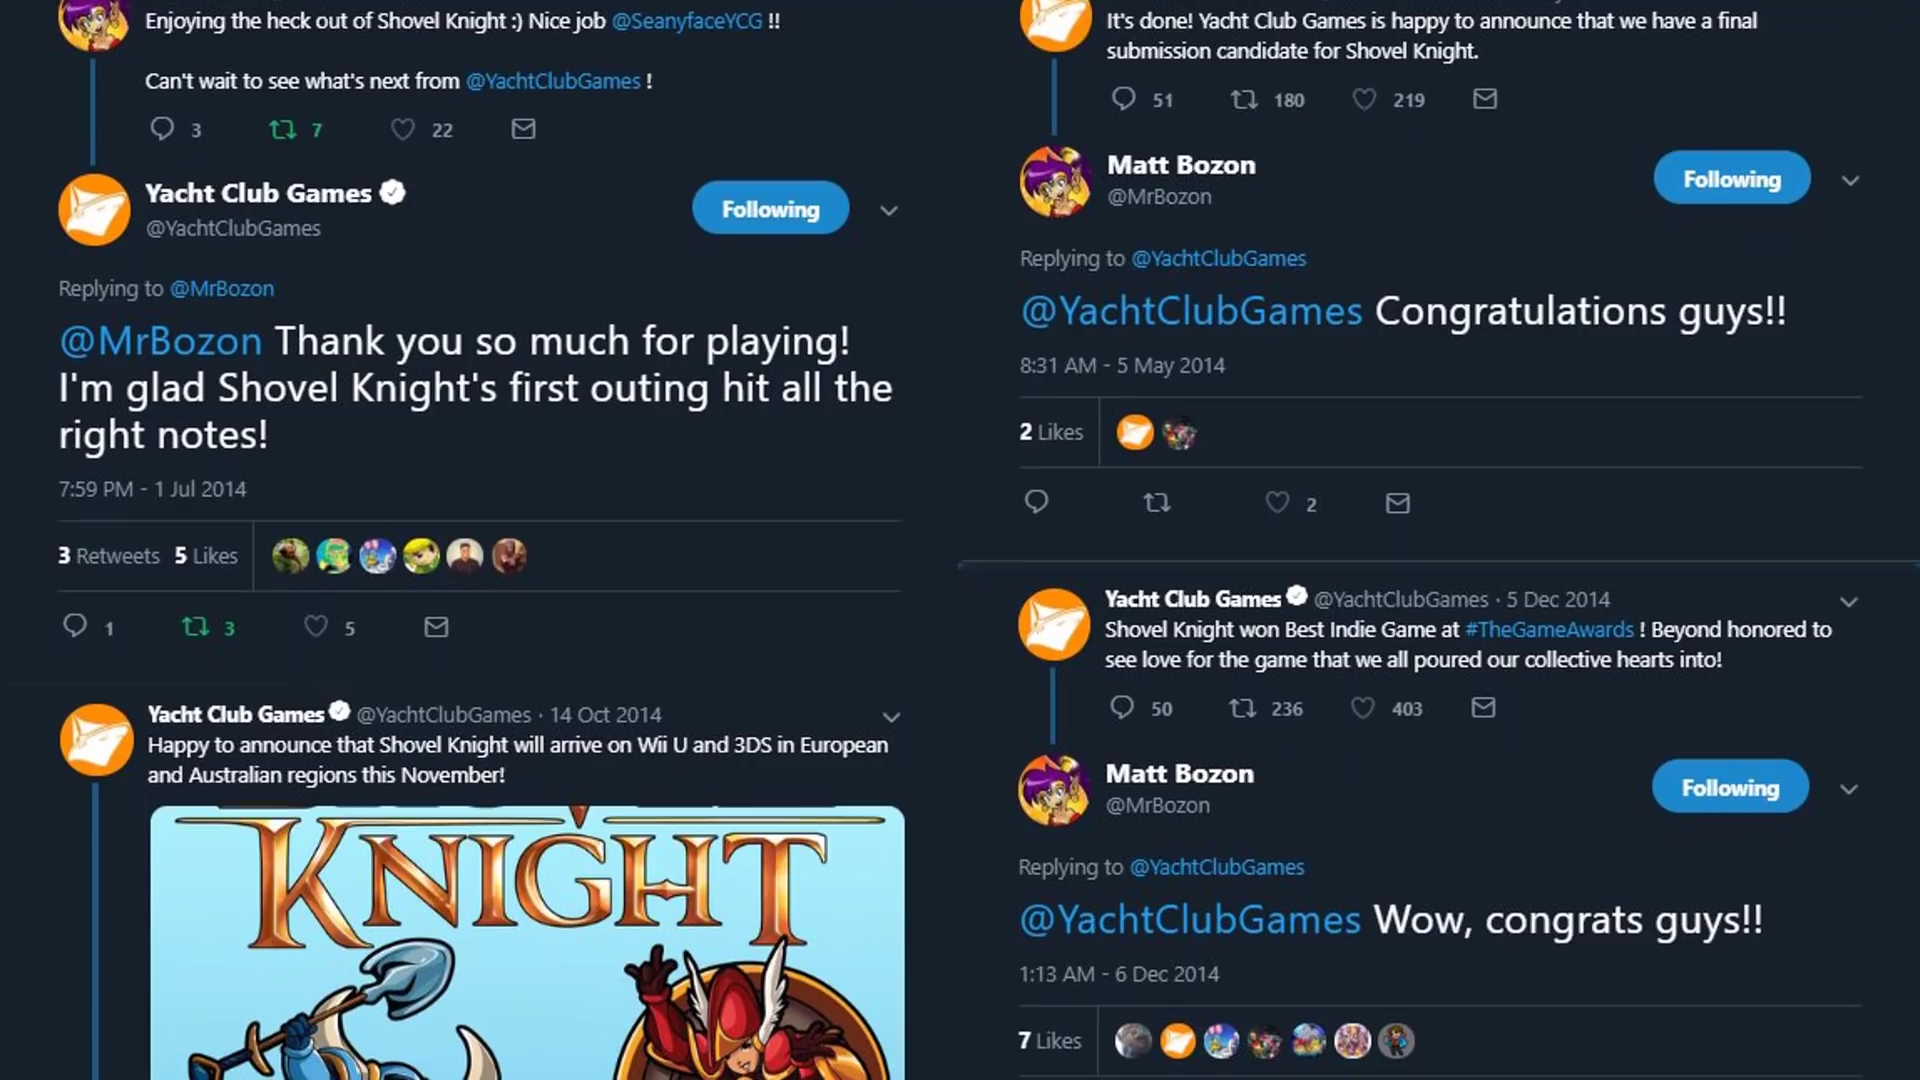 Enjoying the heck out of Shovel Knight :) Nice job @SeanyfaceYCG !!
Can't wait to see what's next from @YachtClubGames !
3 7 22
Yacht Club Games
@YachtClubGames
Following
Replying to @MrBozon
@MrBozon Thank you so much for playing!
I'm glad Shovel Knight's first outing hit all the
right notes!
7:59 PM - 1 Jul 2014
3 Retweets 5 Likes
1 3 5
Yacht Club Games @YachtClubGames · 14 Oct 2014
Happy to announce that Shovel Knight will arrive on Wii U and 3DS in European
and Australian regions this November!
KNIGHT
It's done! Yacht Club Games is happy to announce that we have a final
submission candidate for Shovel Knight.
51 180 219
Matt Bozon
@MrBozon
Following
Replying to @YachtClubGames
@YachtClubGames Congratulations guys!!
8:31 AM - 5 May 2014
2 Likes
2
Yacht Club Games @YachtClubGames · 5 Dec 2014
Shovel Knight won Best Indie Game at #TheGameAwards ! Beyond honored to
see love for the game that we all poured our collective hearts into!
50 236 403
Matt Bozon
@MrBozon
Following
Replying to @YachtClubGames
@YachtClubGames Wow, congrats guys!!
1:13 AM - 6 Dec 2014
7 Likes